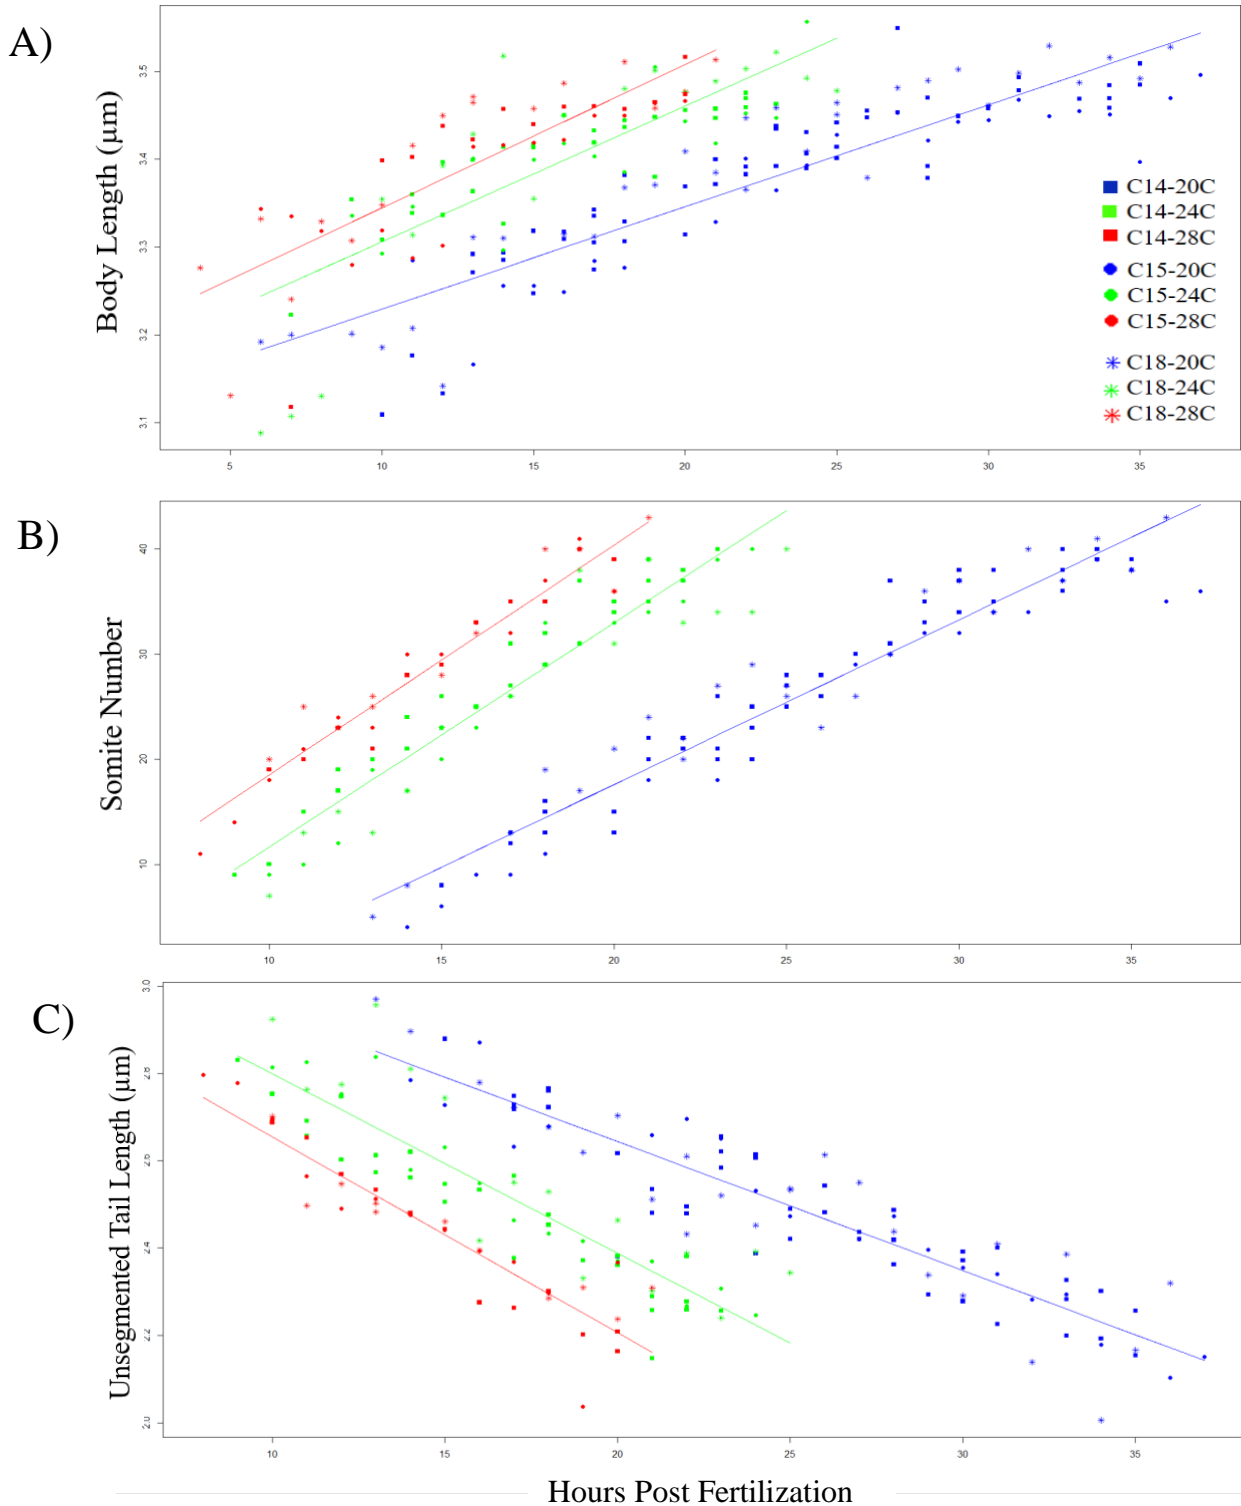 A)
Body Length (µm)
3.5
3.4
3.3
3.2
3.1
5
10
15
20
25
30
35
C14-20C
C14-24C
C14-28C
C15-20C
C15-24C
C15-28C
C18-20C
C18-24C
C18-28C
B)
Somite Number
40
30
20
10
10
15
20
25
30
35
C)
Unsegmented Tail Length (µm)
3.0
2.8
2.6
2.4
2.2
2.0
10
15
20
25
30
35
Hours Post Fertilization